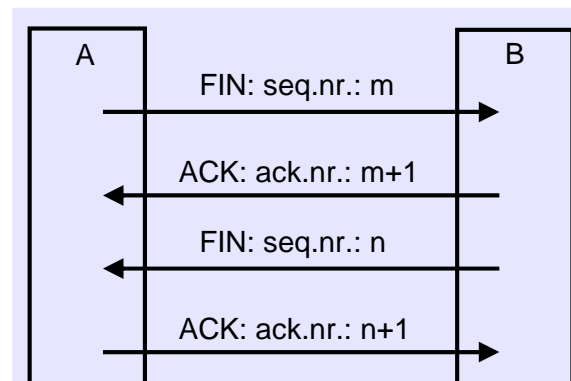 A
B
FIN: seq.nr.: m
ACK: ack.nr.: m+1
FIN: seq.nr.: n
ACK: ack.nr.: n+1